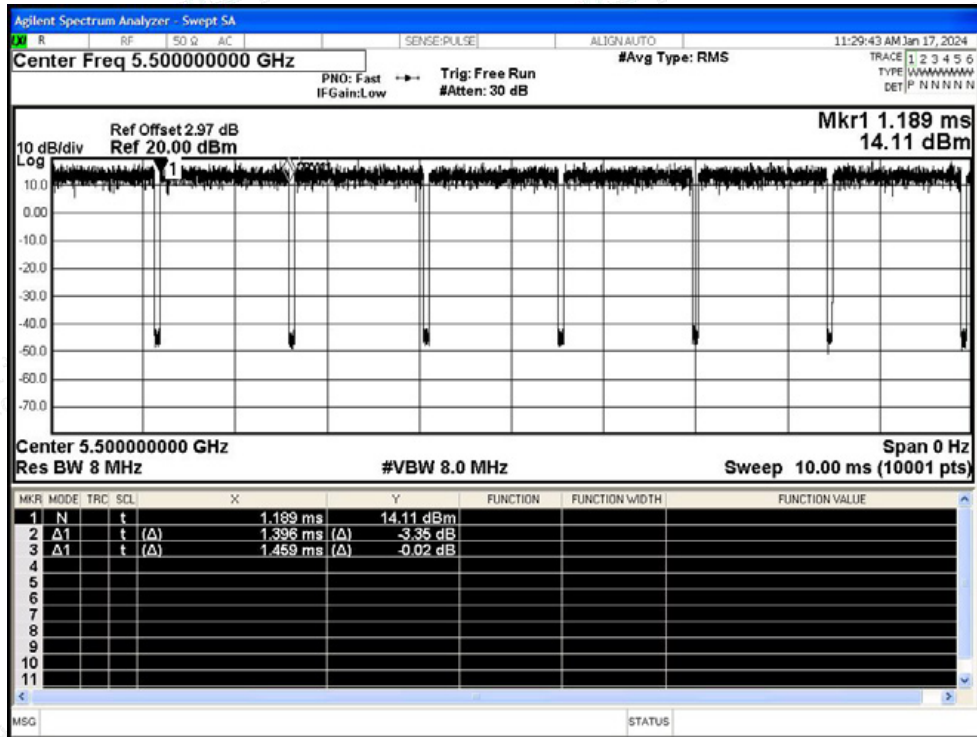 Agilent Spectrum Analyzer - Swept SA
R RF 50 Ω AC SENSE:PULSE ALIGN AUTO 11:29:43 AM Jan 17, 2024
Center Freq 5.500000000 GHz #Avg Type: RMS TRACE 1 2 3 4 5 6
PNO: Fast Trig: Free Run TYPE WWWWWW
IFGain:Low #Atten: 30 dB DET P N N N N N
Mkr1 1.189 ms
14.11 dBm
Ref Offset 2.97 dB
10 dB/div Ref 20.00 dBm
Log
1
10.0
0.00
-10.0
-20.0
-30.0
-40.0
-50.0
-60.0
-70.0
Center 5.500000000 GHz Span 0 Hz
Res BW 8 MHz #VBW 8.0 MHz Sweep 10.00 ms (10001 pts)
MKR MODE TRC SCL X Y FUNCTION FUNCTION WIDTH FUNCTION VALUE
1 N t 1.189 ms 14.11 dBm
2 Δ1 t (Δ) 1.396 ms (Δ) -3.35 dB
3 Δ1 t (Δ) 1.459 ms (Δ) -0.02 dB
4
5
6
7
8
9
10
11
MSG STATUS